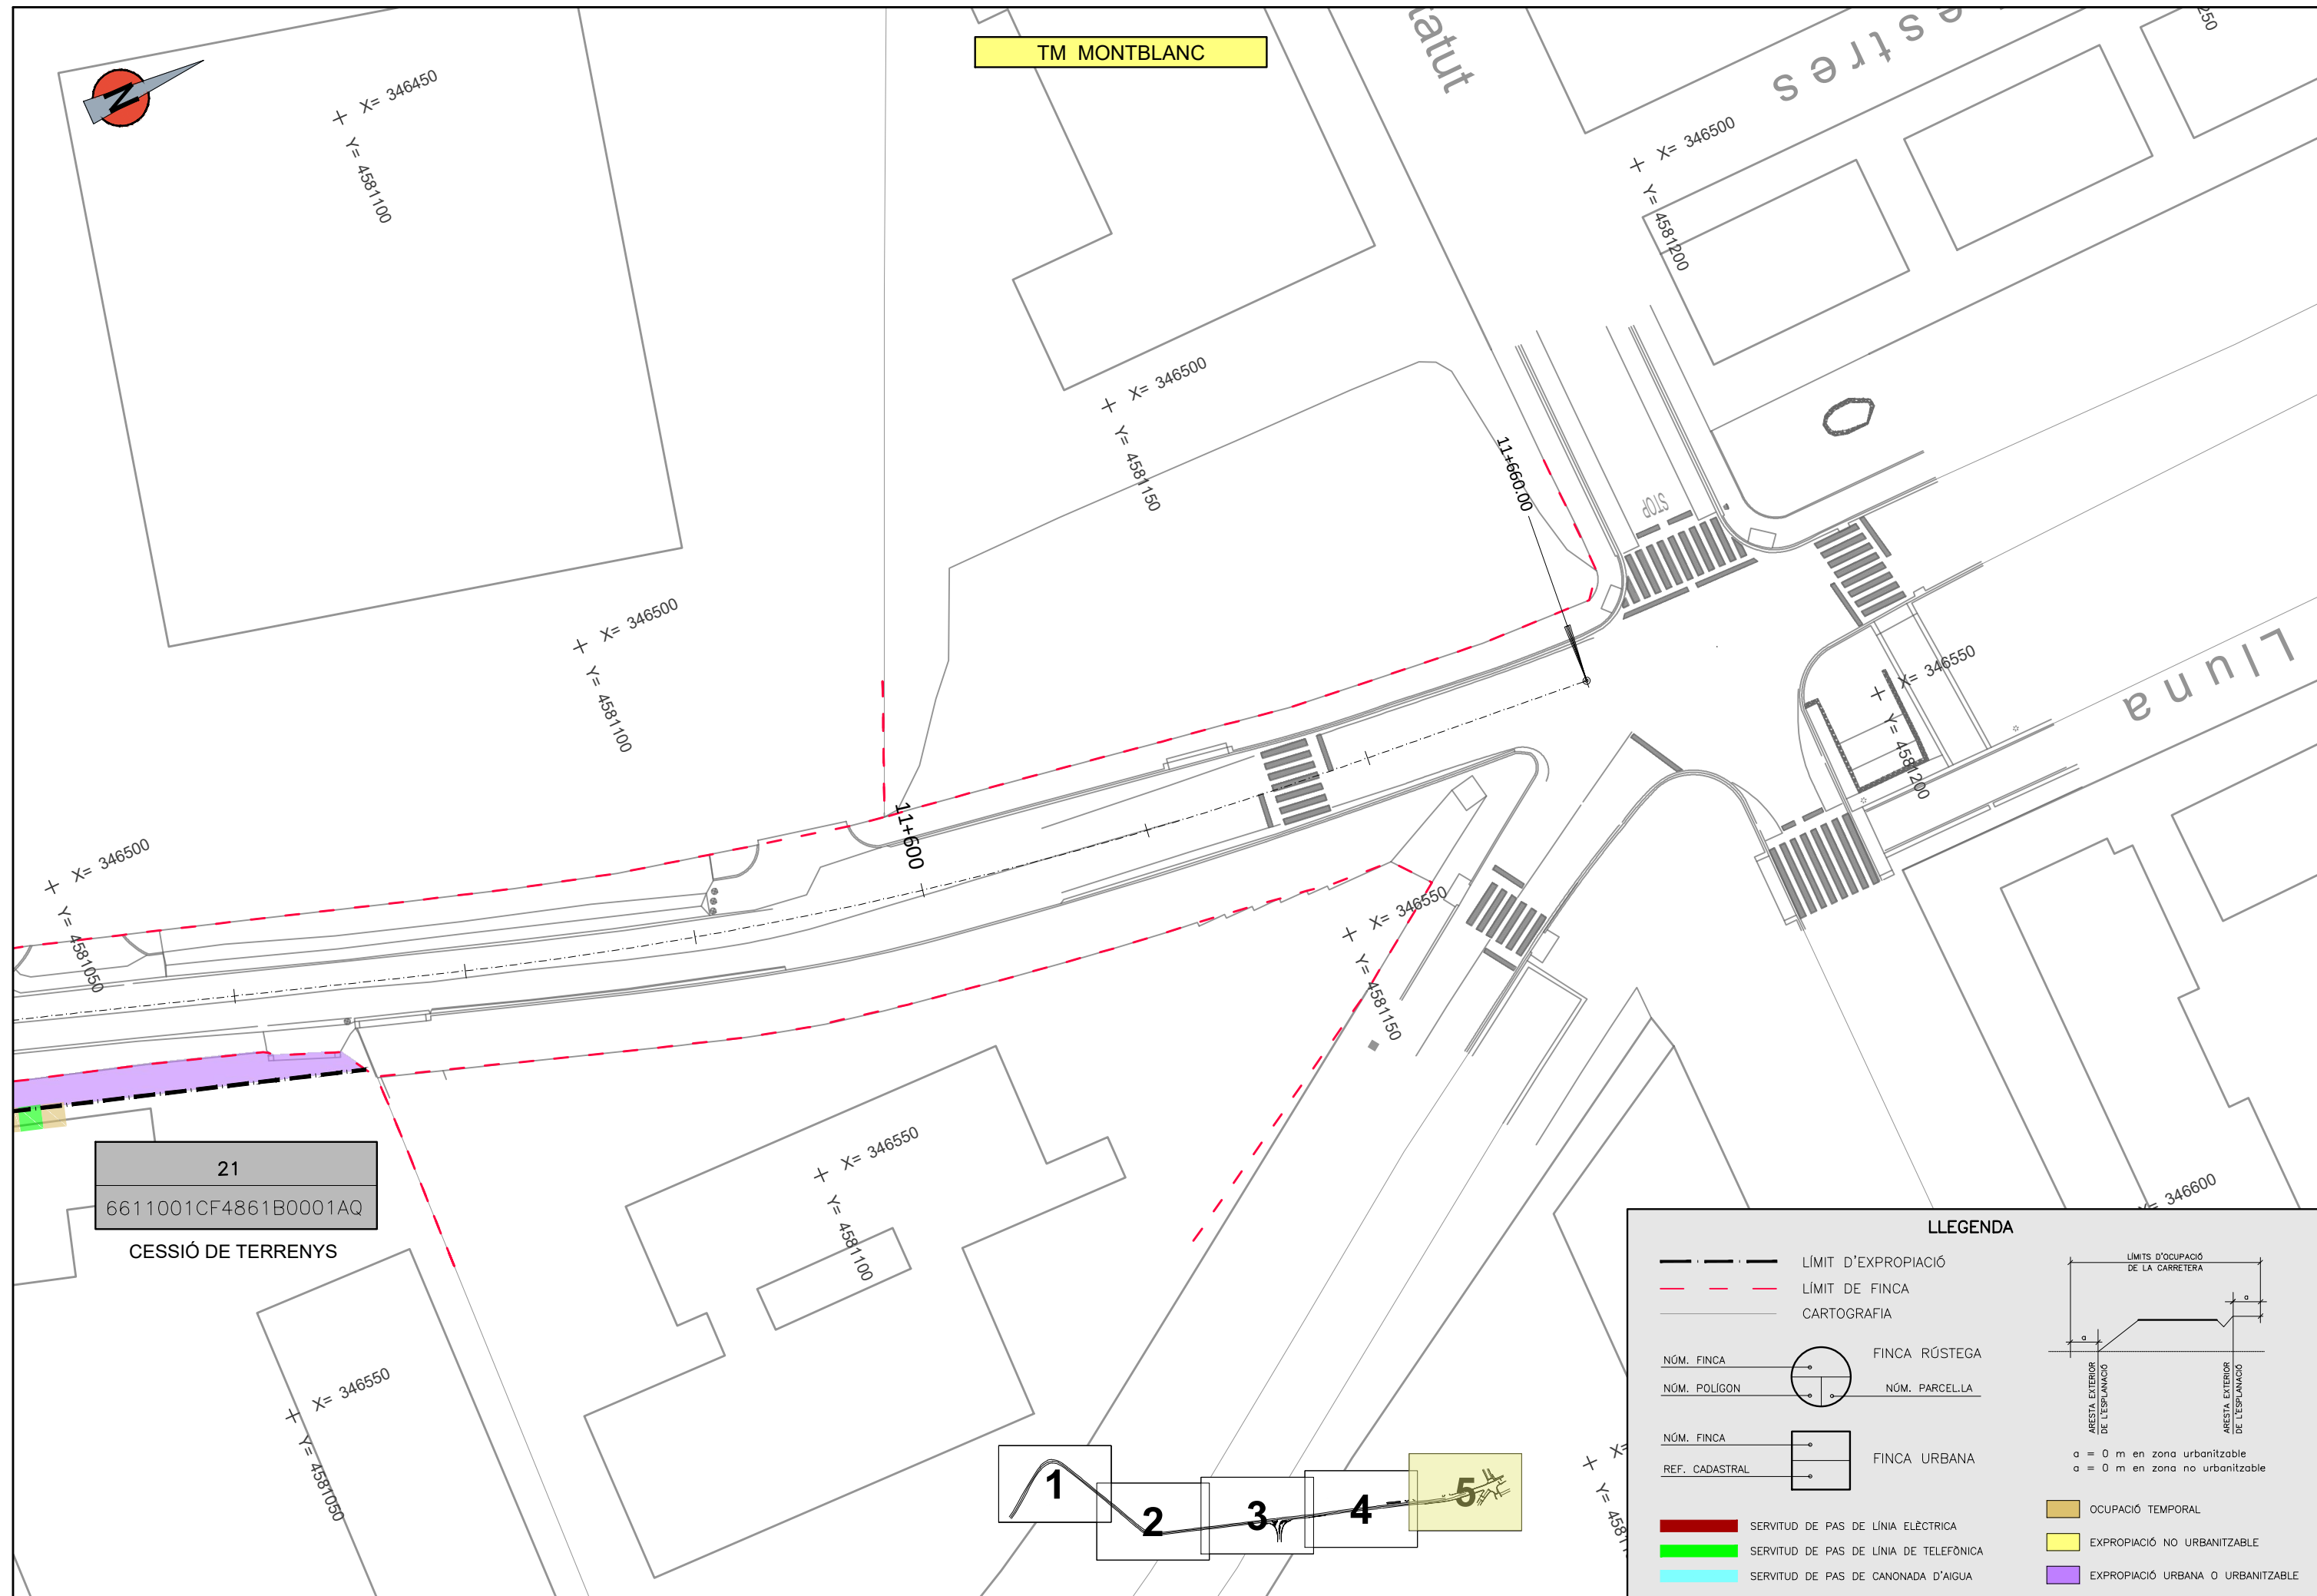 TM MONTBLANC
N
tatut
estres
250
X= 346450
Y= 4581100
X= 346500
Y= 4581200
X= 346500
Y= 4581150
11+660.00
STOP
X= 346500
Y= 4581100
X= 346550
Y= 4581200
Lluna
11+600
X= 346500
Y= 4581050
X= 346550
Y= 4581150
21
6611001CF4861B0001AQ
CESSIÓ DE TERRENYS
X= 346550
Y= 4581100
X= 346550
Y= 4581050
X= 346600
1
2
3
4
5
LLEGENDA
LÍMIT D'EXPROPIACIÓ
LÍMIT DE FINCA
CARTOGRAFIA
NÚM. FINCA
FINCA RÚSTEGA
NÚM. POLÍGON
NÚM. PARCEL.LA
NÚM. FINCA
FINCA URBANA
REF. CADASTRAL
SERVITUD DE PAS DE LÍNIA ELÈCTRICA
SERVITUD DE PAS DE LÍNIA DE TELEFÒNICA
SERVITUD DE PAS DE CANONADA D'AIGUA
LÍMITS D'OCUPACIÓ
DE LA CARRETERA
a
a
ARESTA EXTERIOR
DE L'ESPLANACIÓ
ARESTA EXTERIOR
DE L'ESPLANACIÓ
a = 0 m en zona urbanitzable
a = 0 m en zona no urbanitzable
OCUPACIÓ TEMPORAL
EXPROPIACIÓ NO URBANITZABLE
EXPROPIACIÓ URBANA O URBANITZABLE